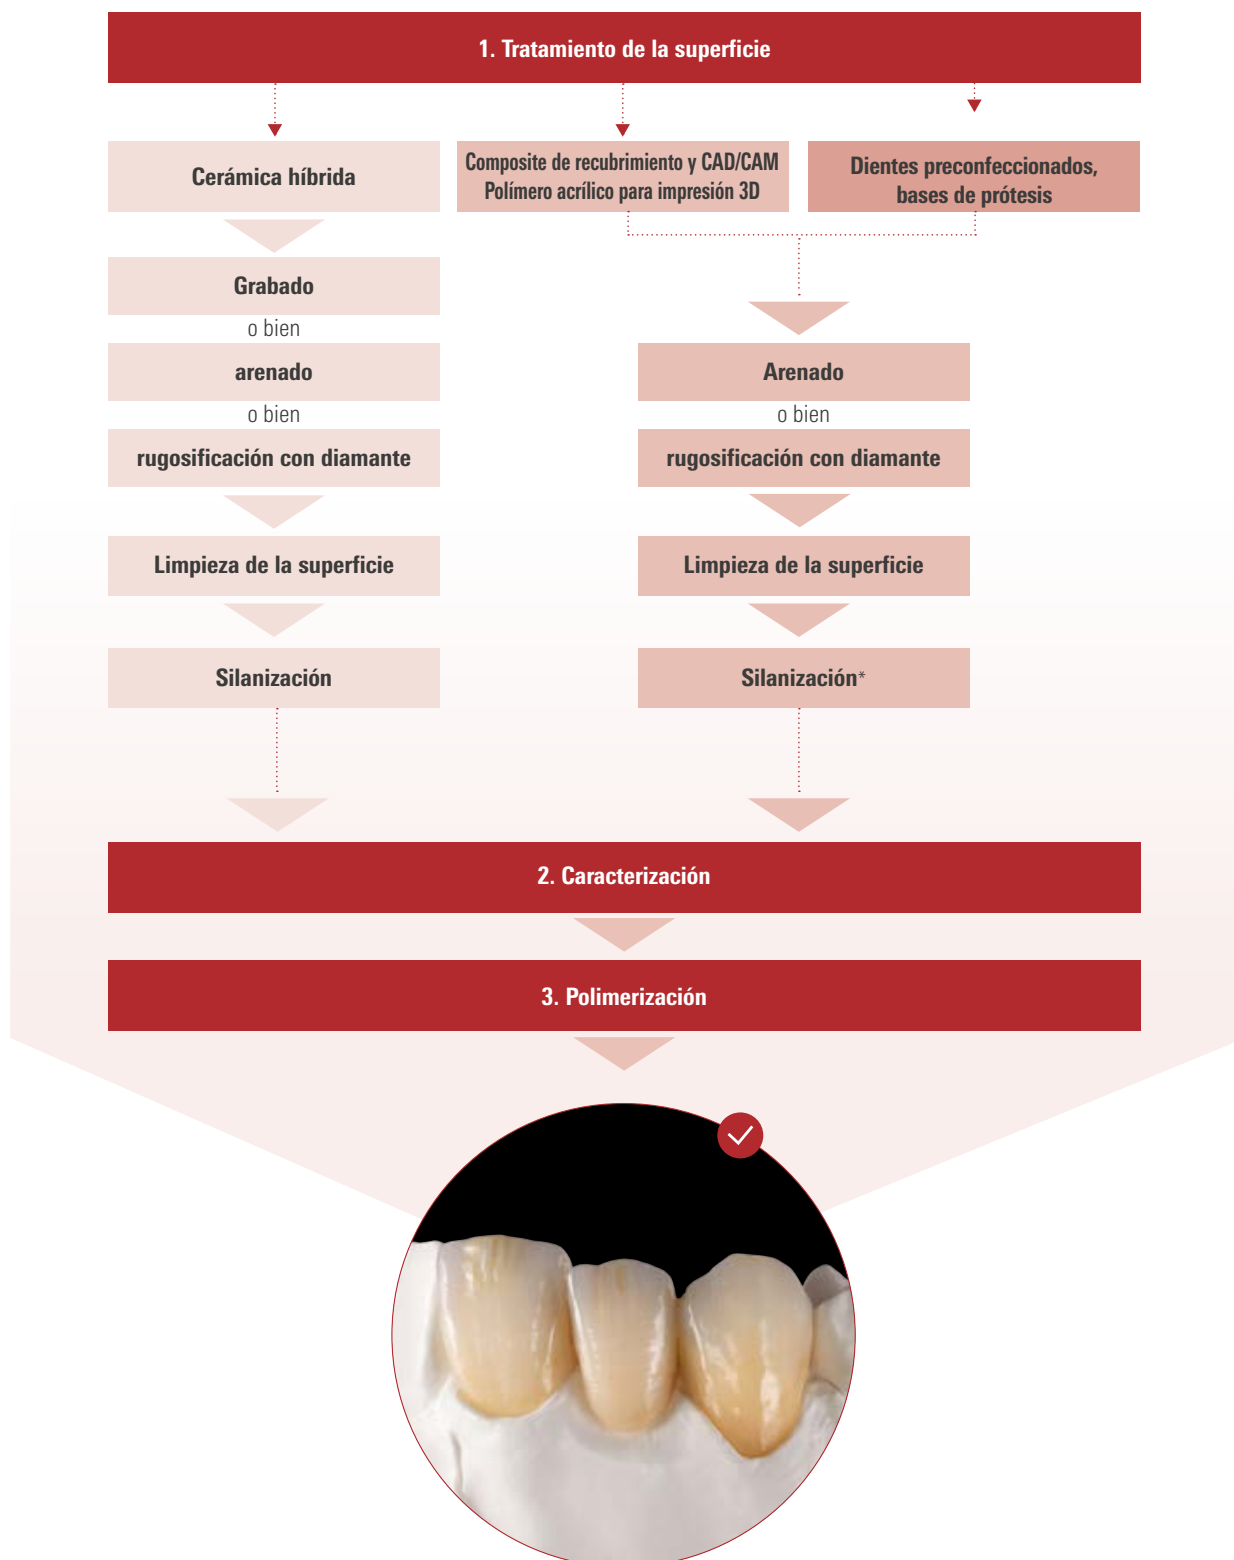 1. Tratamiento de la superficie
Cerámica híbrida
Composite de recubrimiento y CAD/CAM
Polímero acrílico para impresión 3D
Dientes preconfeccionados,
bases de prótesis
Grabado
o bien
arenado
o bien
rugosificación con diamante
Limpieza de la superficie
Silanización
Arenado
o bien
rugosificación con diamante
Limpieza de la superficie
Silanización*
2. Caracterización
3. Polimerización